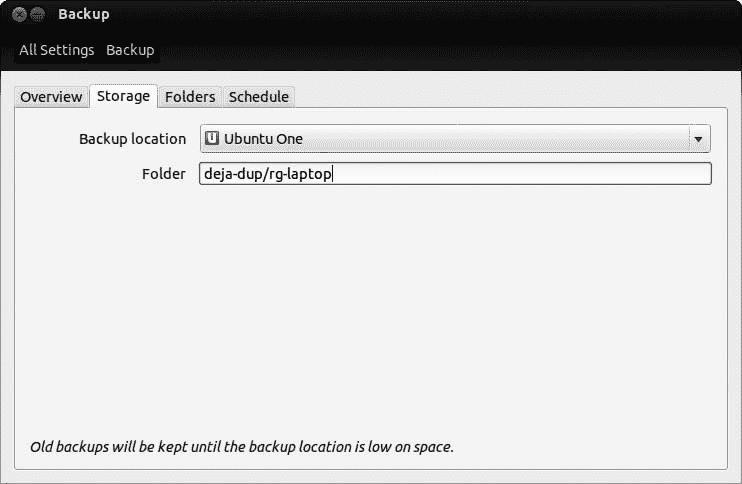 Backup
All Settings Backup
Overview Storage Folders Schedule
Backup location Ubuntu One
Folder deja-dup/rg-laptop
Old backups will be kept until the backup location is low on space.